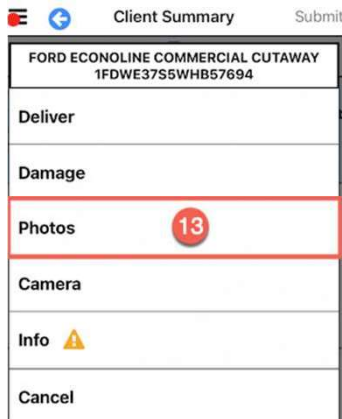 Client Summary Submit
FORD ECONOLINE COMMERCIAL CUTAWAY
1FDWE37S5WHB57694
Deliver
Damage
Photos 13
Camera
Info
Cancel